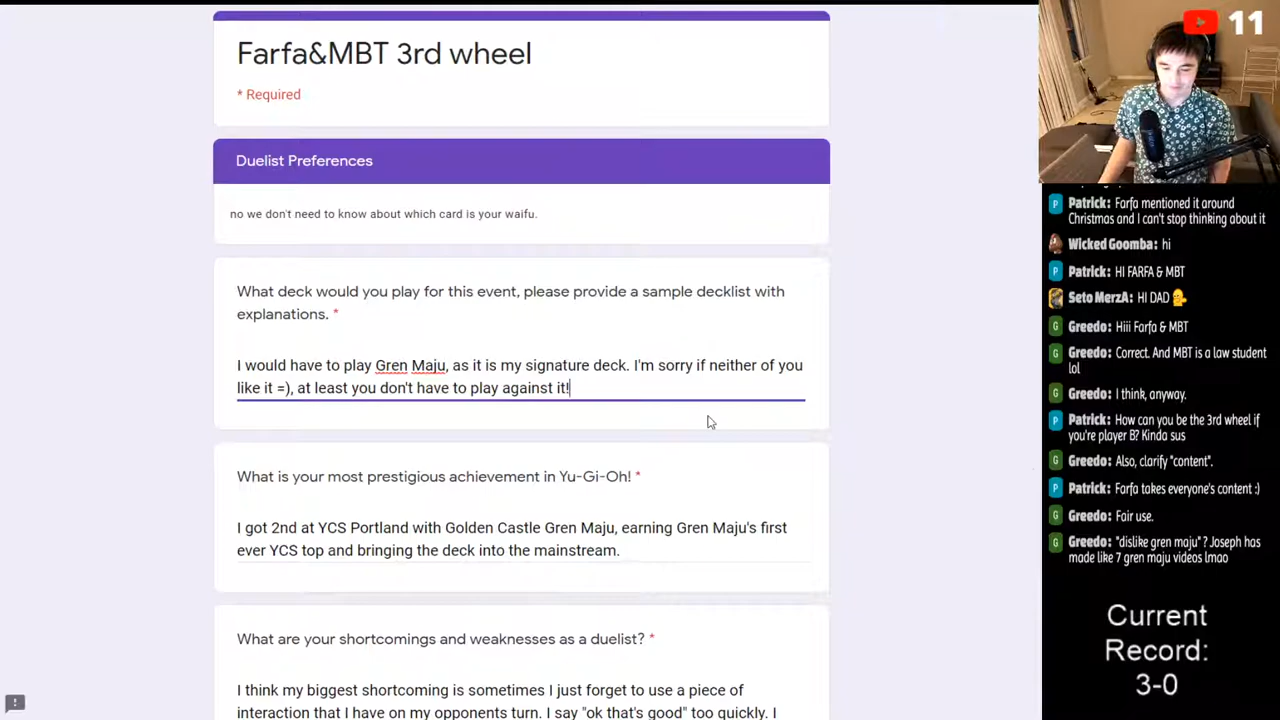 Farfa&MBT 3rd wheel
* Required
Duelist Preferences
no we don't need to know about which card is your waifu.
What deck would you play for this event, please provide a sample decklist with
explanations. *
I would have to play Gren Maju, as it is my signature deck. I'm sorry if neither of you
like it =), at least you don't have to play against it!
What is your most prestigious achievement in Yu-Gi-Oh! *
I got 2nd at YCS Portland with Golden Castle Gren Maju, earning Gren Maju's first
ever YCS top and bringing the deck into the mainstream.
What are your shortcomings and weaknesses as a duelist? *
I think my biggest shortcoming is sometimes I just forget to use a piece of
interaction that I have on my opponents turn. I say "ok that's good" too quickly. I
11
P Patrick: Farfa mentioned it around
Christmas and I can't stop thinking about it
Wicked Goomba: hi
P Patrick: HI FARFA & MBT
Seto MerzA: HI DAD
G Greedo: Hiii Farfa & MBT
G Greedo: Correct. And MBT is a law student
lol
G Greedo: I think, anyway.
P Patrick: How can you be the 3rd wheel if
you're player B? Kinda sus
G Greedo: Also, clarify "content".
P Patrick: Farfa takes everyone's content :)
G Greedo: Fair use.
G Greedo: "dislike gren maju" ? Joseph has
made like 7 gren maju videos lmao
Current
Record:
3-0